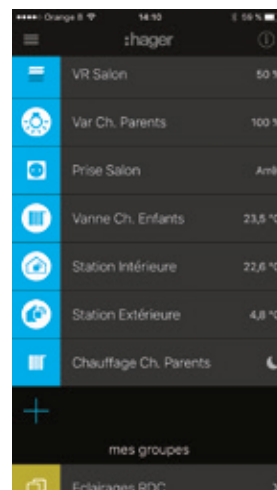 Orange B 14:10 59 %
:hager
VR Salon 50 %
Var Ch. Parents 100 %
Prise Salon
Vanne Ch. Enfants 23,5 °C
Station Intérieure 22,6 °C
Station Extérieure 4,8 °C
Chauffage Ch. Parents
mes groupes
Eclairages RDC